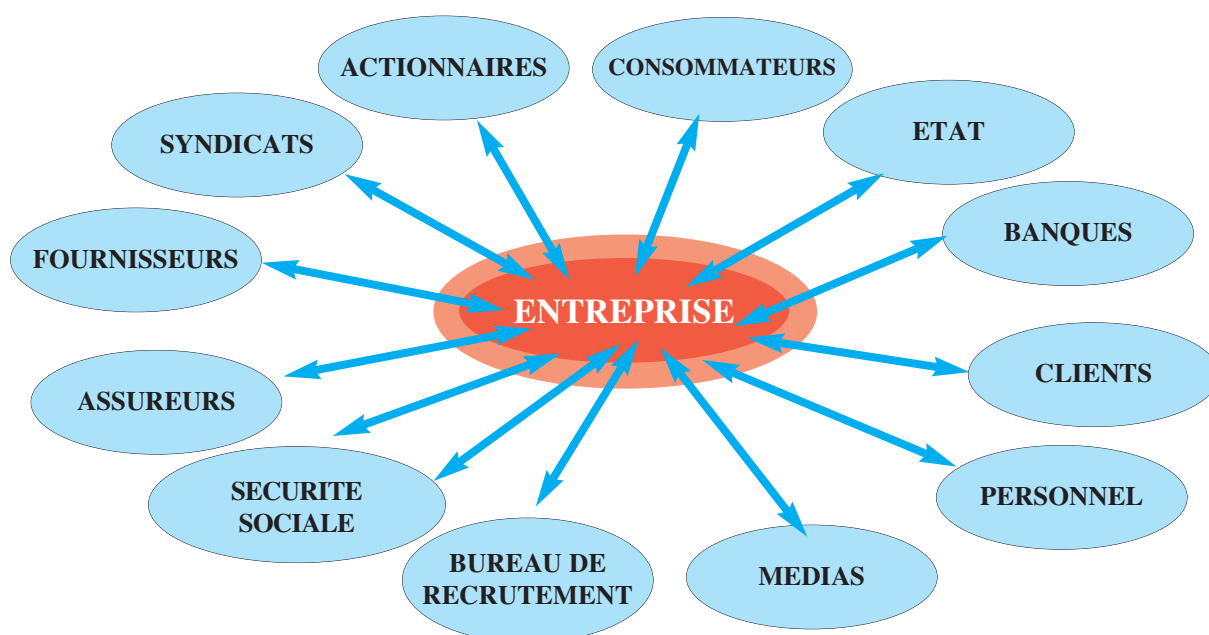 ACTIONNAIRES
CONSOMMATEURS
SYNDICATS
ETAT
FOURNISSEURS
BANQUES
ENTREPRISE
ASSUREURS
CLIENTS
SECURITE
SOCIALE
PERSONNEL
BUREAU DE
RECRUTEMENT
MEDIAS